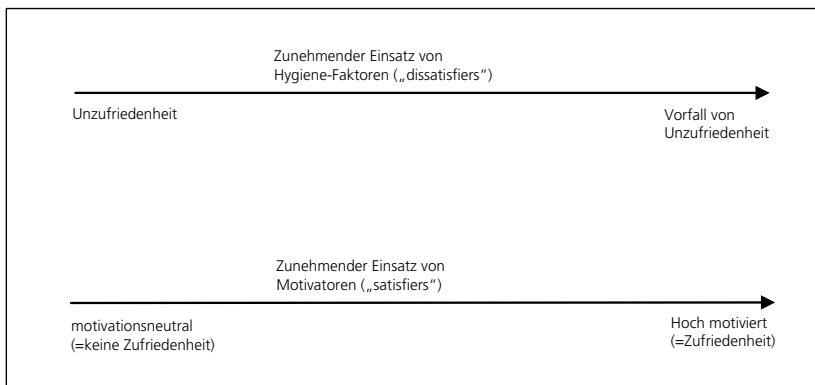 Zunehmender Einsatz von
Hygiene-Faktoren („dissatisfiers“)
Unzufriedenheit
Vorfall von
Unzufriedenheit
Zunehmender Einsatz von
Motivatoren („satisfiers“)
motivationsneutral
(=keine Zufriedenheit)
Hoch motiviert
(=Zufriedenheit)